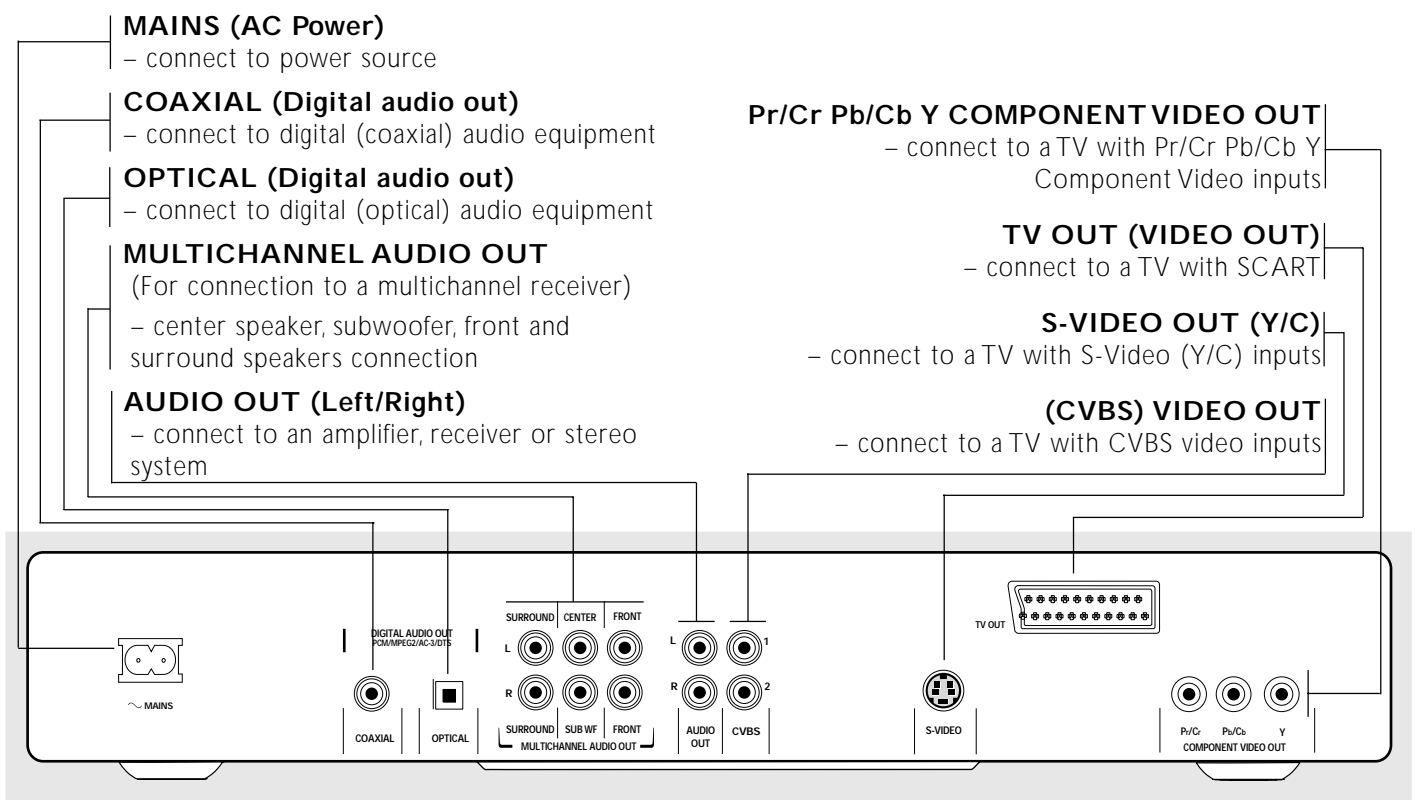 MAINS (AC Power)
– connect to power source
COAXIAL (Digital audio out)
– connect to digital (coaxial) audio equipment
OPTICAL (Digital audio out)
– connect to digital (optical) audio equipment
MULTICHANNEL AUDIO OUT
(For connection to a multichannel receiver)
– center speaker, subwoofer, front and
surround speakers connection
AUDIO OUT (Left/Right)
– connect to an amplifier, receiver or stereo
system
Pr/Cr Pb/Cb Y COMPONENT VIDEO OUT
– connect to a TV with Pr/Cr Pb/Cb Y
Component Video inputs
TV OUT (VIDEO OUT)
– connect to a TV with SCART
S-VIDEO OUT (Y/C)
– connect to a TV with S-Video (Y/C) inputs
(CVBS) VIDEO OUT
– connect to a TV with CVBS video inputs
~ MAINS
DIGITAL AUDIO OUT
PCM/MPEG2/AC-3/DTS
COAXIAL
OPTICAL
SURROUND CENTER FRONT
L
R
SURROUND SUB WF FRONT
MULTICHANNEL AUDIO OUT
L
R
AUDIO
OUT
1
2
CVBS
S-VIDEO
TV OUT
Pr/Cr Pb/Cb Y
COMPONENT VIDEO OUT